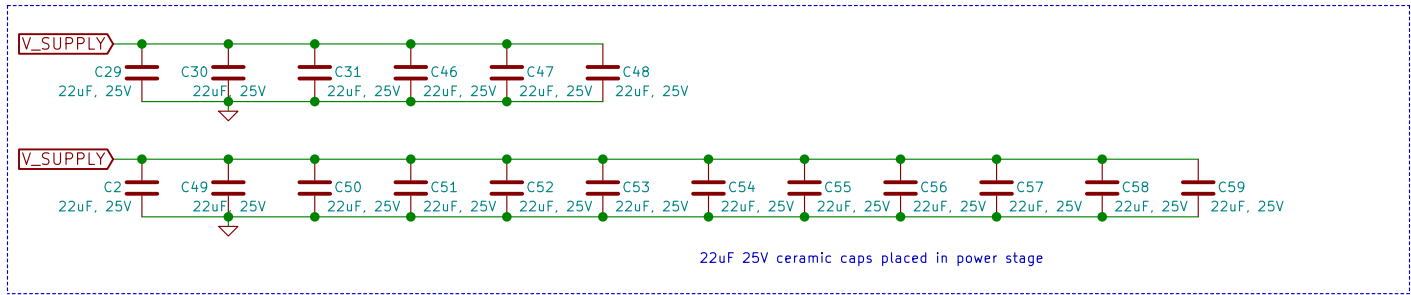 V_SUPPLY
C29 C30 C31 C46 C47 C48
22uF, 25V 22uF, 25V 22uF, 25V 22uF, 25V 22uF, 25V 22uF, 25V
V_SUPPLY
C2 C49 C50 C51 C52 C53 C54 C55 C56 C57 C58 C59
22uF, 25V 22uF, 25V 22uF, 25V 22uF, 25V 22uF, 25V 22uF, 25V 22uF, 25V 22uF, 25V 22uF, 25V 22uF, 25V 22uF, 25V 22uF, 25V
22uF 25V ceramic caps placed in power stage